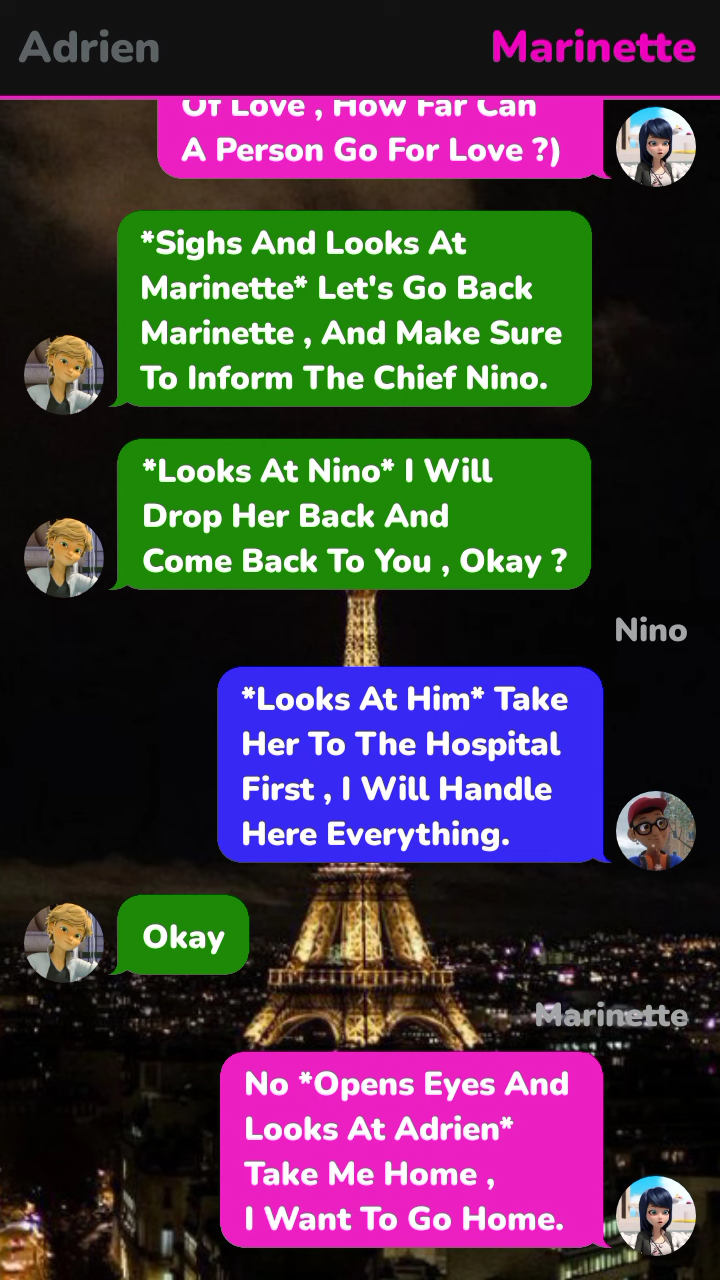 Adrien
Marinette
Of Love , How Far Can
A Person Go For Love ?)
*Sighs And Looks At
Marinette* Let's Go Back
Marinette , And Make Sure
To Inform The Chief Nino.
*Looks At Nino* I Will
Drop Her Back And
Come Back To You , Okay ?
Nino
*Looks At Him* Take
Her To The Hospital
First , I Will Handle
Here Everything.
Okay
Marinette
No *Opens Eyes And
Looks At Adrien*
Take Me Home ,
I Want To Go Home.